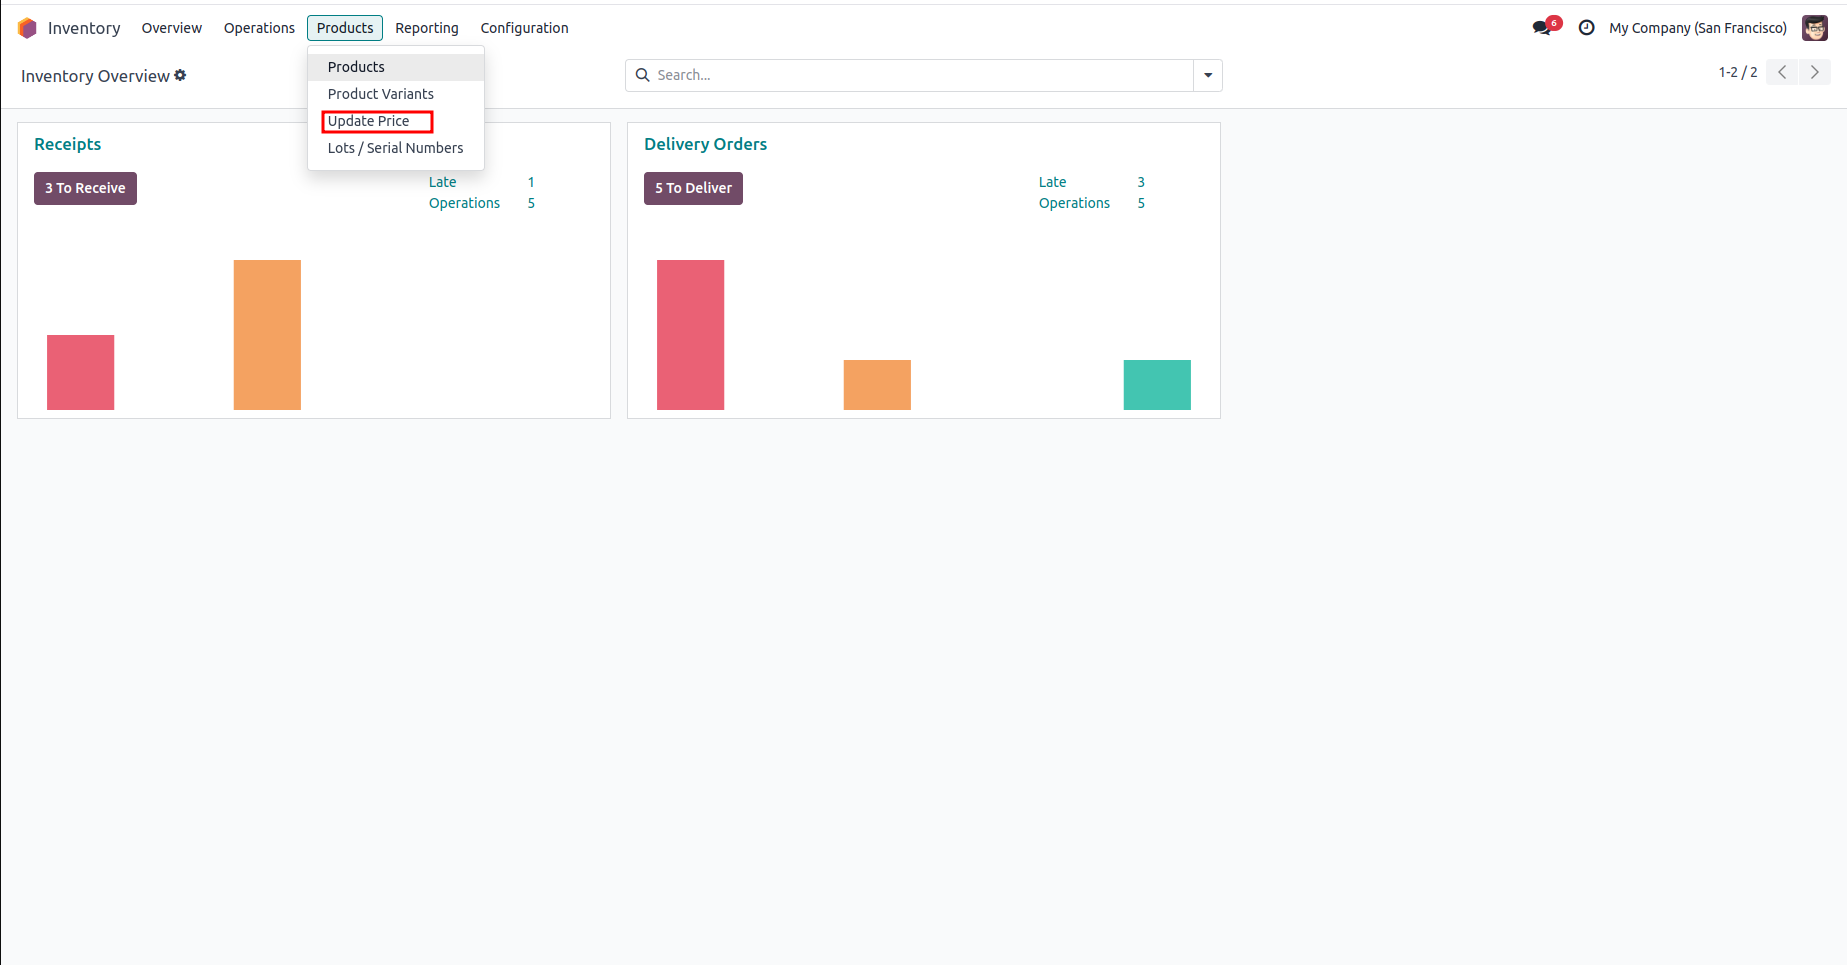 Inventory Overview Operations Products Reporting Configuration 6 My Company (San Francisco)
Inventory Overview Search... 1-2 / 2
Products
Product Variants
Update Price
Lots / Serial Numbers
Receipts
3 To Receive
Late 1
Operations 5
Delivery Orders
5 To Deliver
Late 3
Operations 5